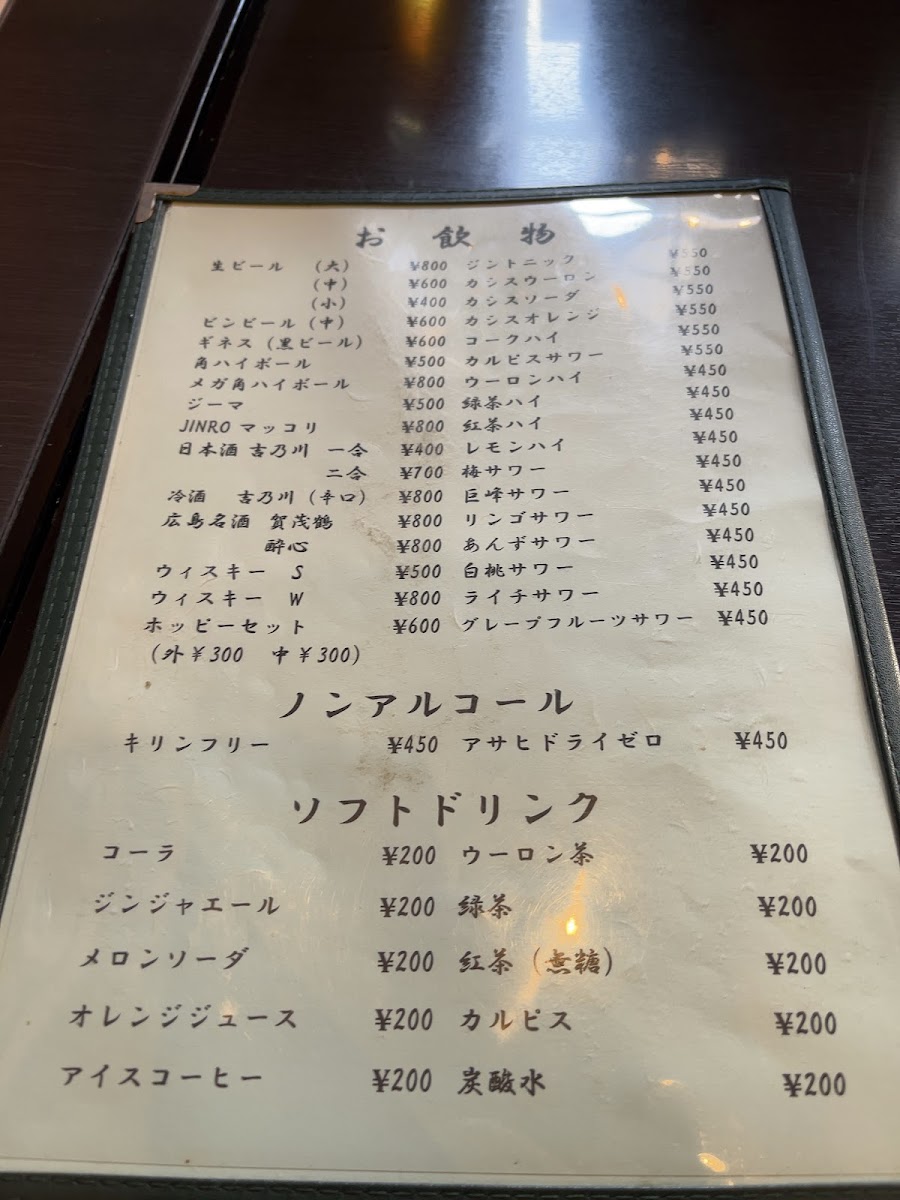 お飲物
生ビール (大) ¥800 ジントニック ¥550
(中) ¥600 カシスウーロン ¥550
(小) ¥400 カシスソーダ ¥550
ビンビール (中) ¥600 カシスオレンジ ¥550
ギネス (黒ビール) ¥600 コークハイ ¥550
角ハイボール ¥500 カルピスサワー ¥550
メガ角ハイボール ¥800 ウーロンハイ ¥450
ジーマ ¥500 緑茶ハイ ¥450
JINRO マッコリ ¥800 紅茶ハイ ¥450
日本酒 吉乃川 一合 ¥400 レモンハイ ¥450
二合 ¥700 梅サワー ¥450
冷酒 吉乃川 (辛口) ¥800 巨峰サワー ¥450
広島名酒 賀茂鶴 ¥800 リンゴサワー ¥450
酔心 ¥800 あんずサワー ¥450
ウィスキー S ¥500 白桃サワー ¥450
ウィスキー W ¥800 ライチサワー ¥450
ホッピーセット ¥600 グレープフルーツサワー ¥450
(外¥300 中¥300)
ノンアルコール
キリンフリー ¥450 アサヒドライゼロ ¥450
ソフトドリンク
コーラ ¥200 ウーロン茶 ¥200
ジンジャエール ¥200 緑茶 ¥200
メロンソーダ ¥200 紅茶 (無糖) ¥200
オレンジジュース ¥200 カルピス ¥200
アイスコーヒー ¥200 炭酸水 ¥200